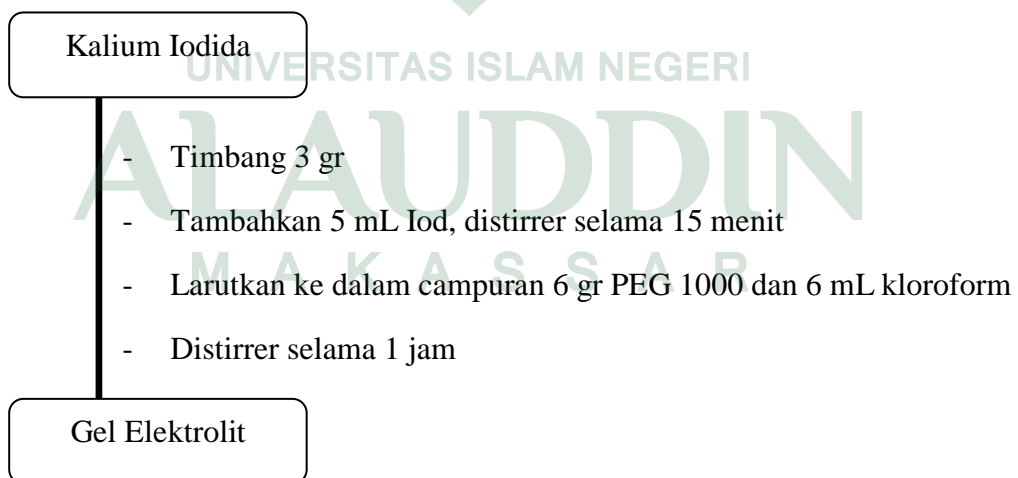 Kalium Iodida
UNIVERSITAS ISLAM NEGERI
ALAUDDIN
- Timbang 3 gr
- Tambahkan 5 mL Iod, distirrer selama 15 menit
MAKASSAR
- Larutkan ke dalam campuran 6 gr PEG 1000 dan 6 mL kloroform
- Distirrer selama 1 jam
Gel Elektrolit